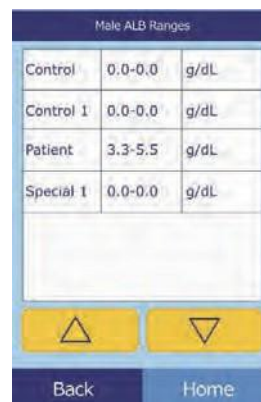 Male ALB Ranges
Control 0.0-0.0 g/dL
Control 1 0.0-0.0 g/dL
Patient 3.3-5.5 g/dL
Special 1 0.0-0.0 g/dL
Back Home